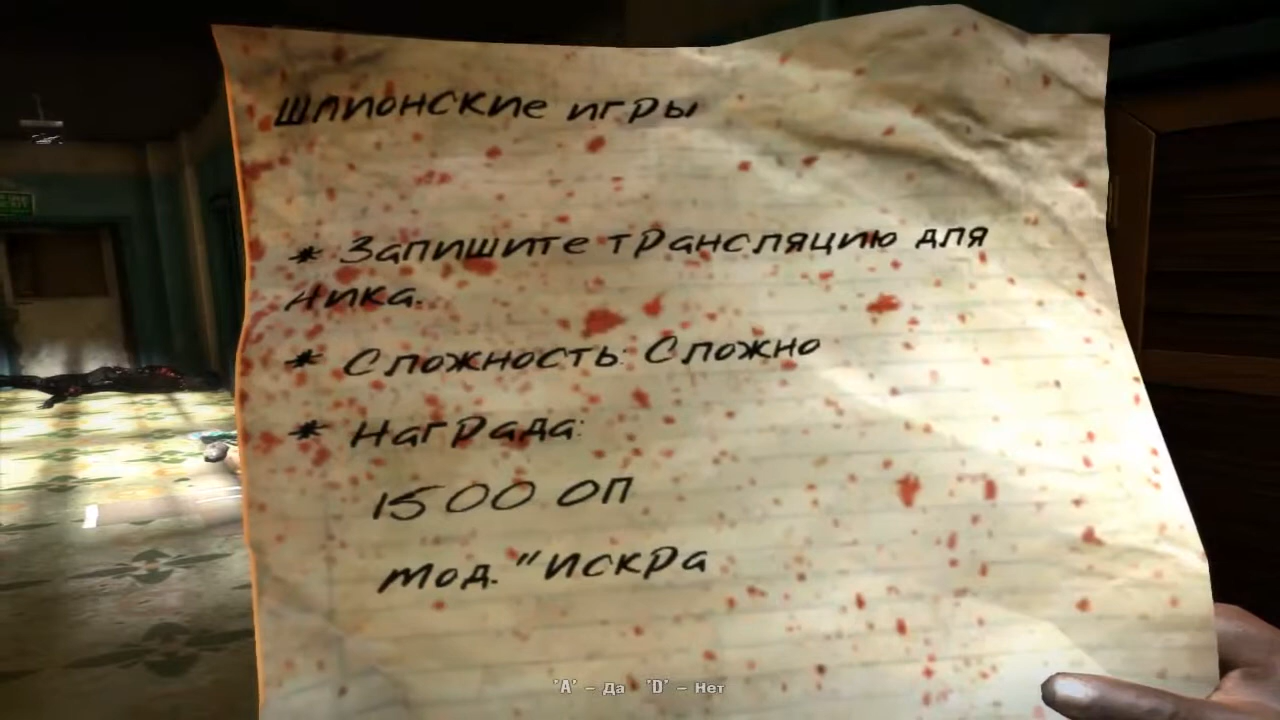 Шпионские игры
* Запишите трансляцию для
Ника.
* Сложность: Сложно
* Награда:
1500 ОП
Мод. "Искра
'A' - Да 'D' - Нет